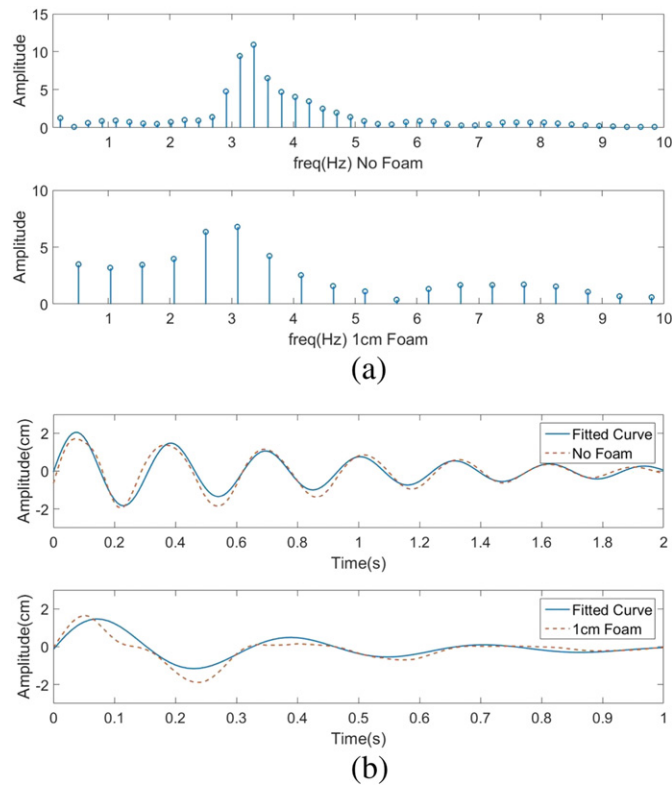 15
10
5
0
Amplitude
1 2 3 4 5 6 7 8 9 10
freq(Hz) No Foam
10
5
0
Amplitude
1 2 3 4 5 6 7 8 9 10
freq(Hz) 1cm Foam
(a)
2
0
-2
Amplitude(cm)
Fitted Curve
No Foam
0 0.2 0.4 0.6 0.8 1 1.2 1.4 1.6 1.8 2
Time(s)
2
0
-2
Amplitude(cm)
Fitted Curve
1cm Foam
0 0.1 0.2 0.3 0.4 0.5 0.6 0.7 0.8 0.9 1
Time(s)
(b)